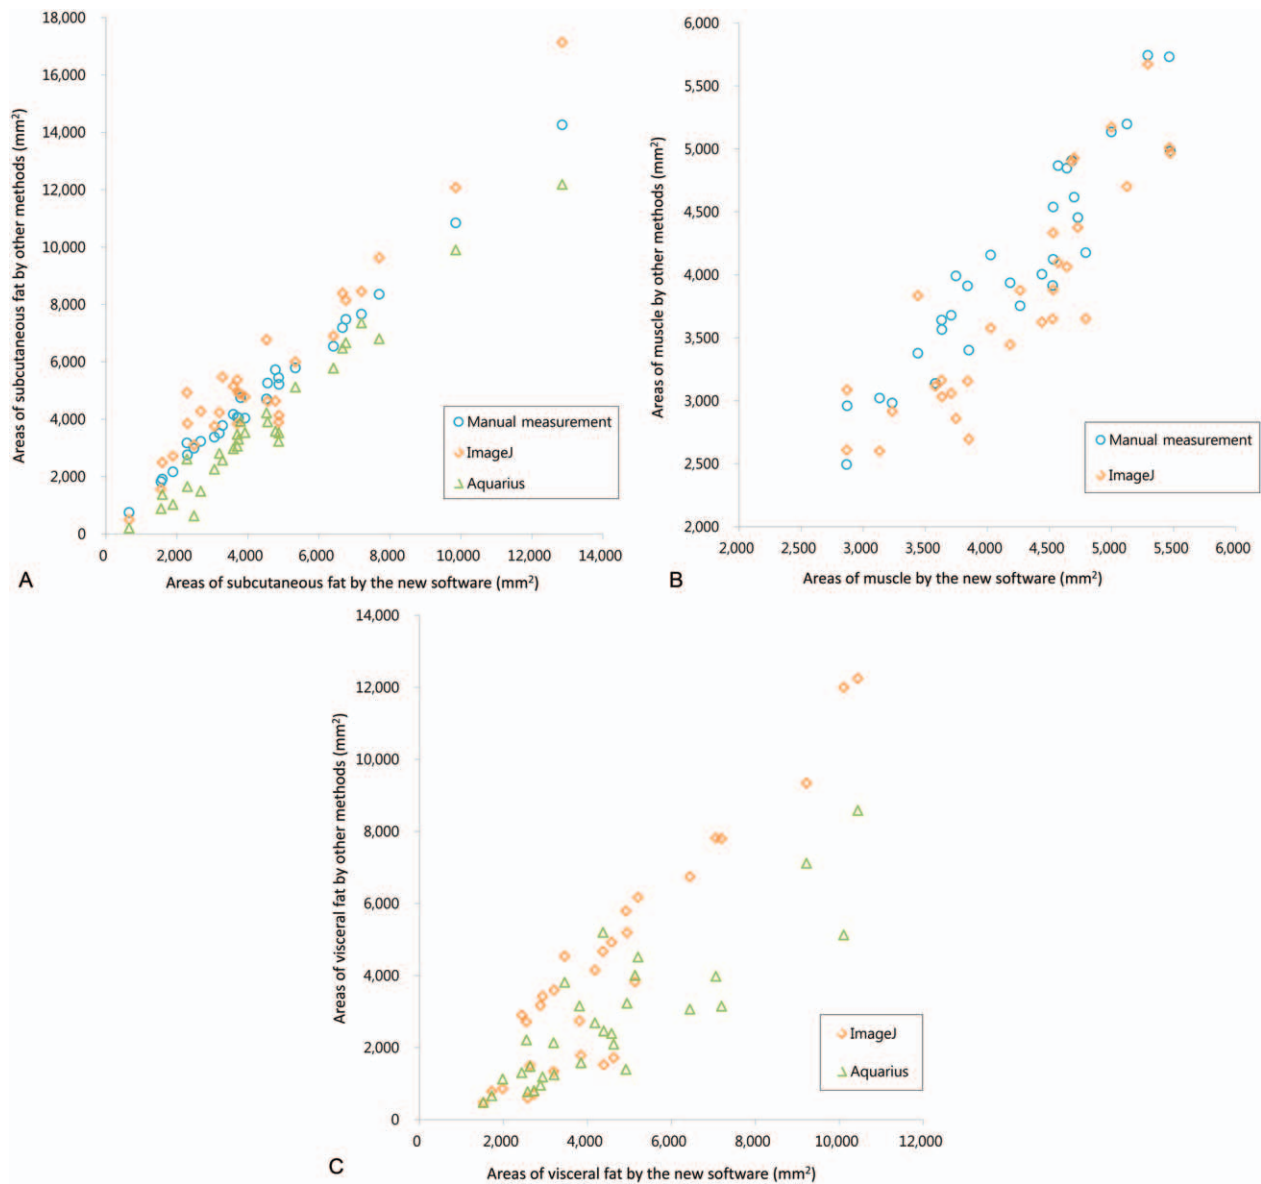 18,000
16,000
14,000
12,000
10,000
8,000
6,000
4,000
2,000
0
Areas of subcutaneous fat by other methods (mm²)
Manual measurement
ImageJ
Aquarius
0 2,000 4,000 6,000 8,000 10,000 12,000 14,000
A Areas of subcutaneous fat by the new software (mm²)
6,000
5,500
5,000
4,500
4,000
3,500
3,000
2,500
2,000
Areas of muscle by other methods (mm²)
Manual measurement
ImageJ
2,000 2,500 3,000 3,500 4,000 4,500 5,000 5,500 6,000
B Areas of muscle by the new software (mm²)
14,000
12,000
10,000
8,000
6,000
4,000
2,000
0
Areas of visceral fat by other methods (mm²)
ImageJ
Aquarius
0 2,000 4,000 6,000 8,000 10,000 12,000
C Areas of visceral fat by the new software (mm²)